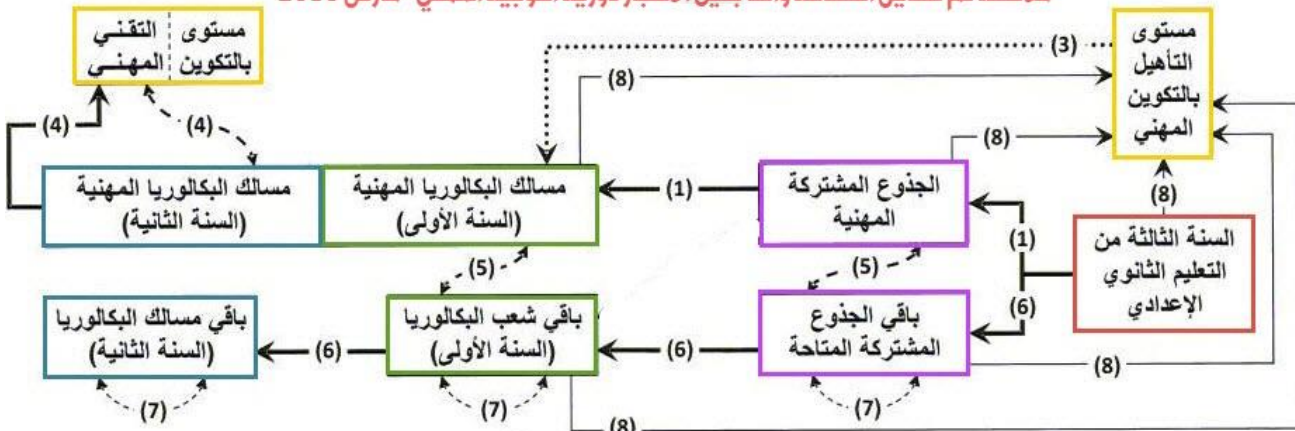 مستوى
التأهيل
بالتكوين
المهني
(3)
(8)
مستوى التقني
بالتكوين المهنـي
(4)
(4)
(8)
(8)
مسالك البكالوريا المهنية
(السنة الثانية)
مسالك البكالوريا المهنية
(السنة الأولى)
(1)
الجذوع المشتركة
المهنية
(1)
(6)
السنة الثالثة من
التعليم الثانوي
الإعدادي
(5)
(5)
باقي مسالك البكالوريا
(السنة الثانية)
(6)
باقي شعب البكالوريا
(السنة الأولى)
(6)
باقي الجذوع
المشتركة المتاحة
(8)
(7)
(7)
(7)
(8)